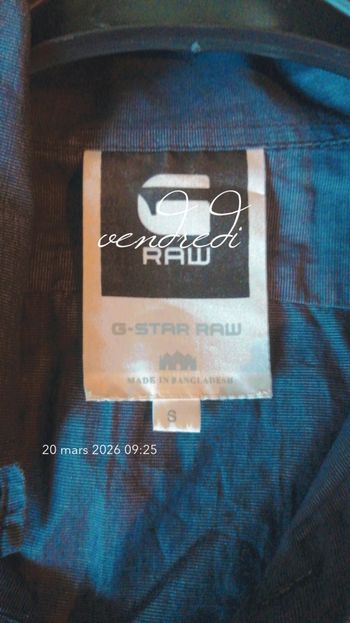 G
vendredi
RAW
G-STAR RAW
MADE IN BANGLADESH
S
20 mars 2026 09:25